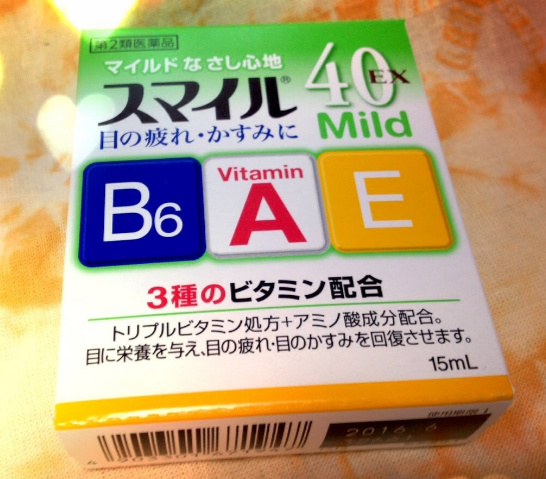 第2類医薬品
マイルドなさし心地
スマイル® 40 EX
目の疲れ・かすみに Mild
B6 Vitamin A E
3種のビタミン配合
トリプルビタミン処方+アミノ酸成分配合。
目に栄養を与え、目の疲れ・目のかすみを回復させます。
15mL
使用期限
2016.6